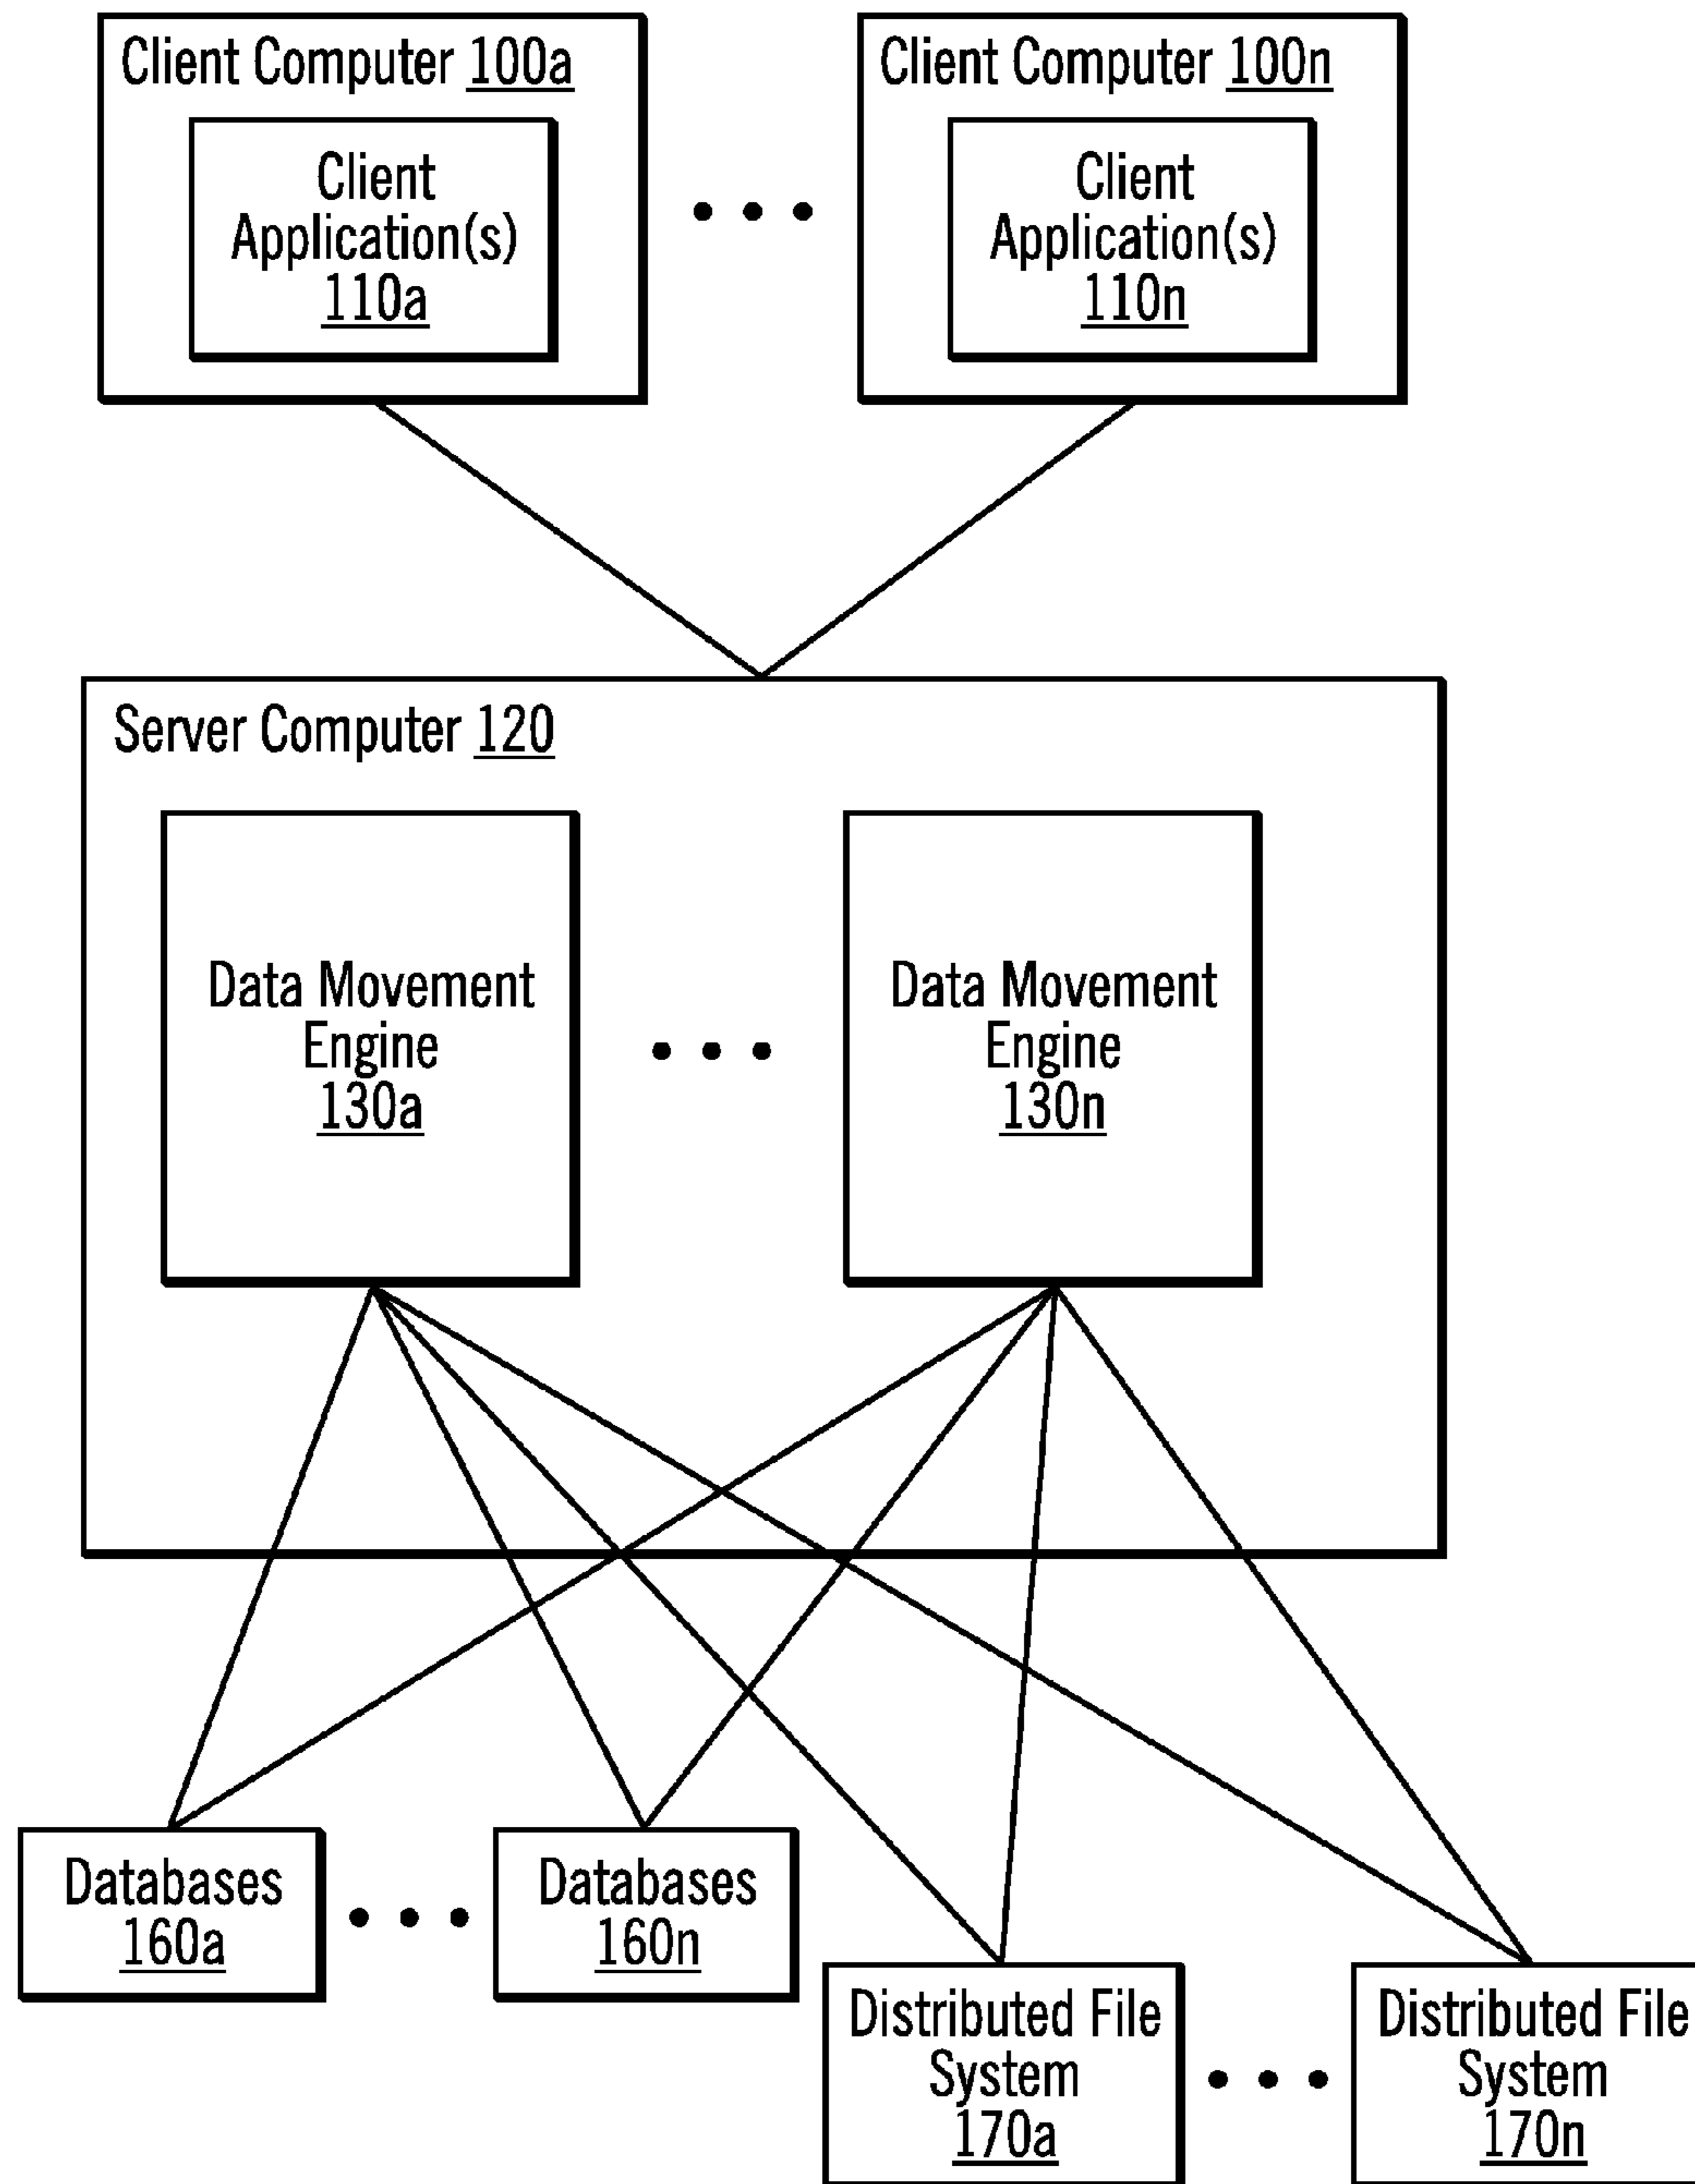 Client Computer 100a
Client
Application(s)
110a
Client Computer 100n
Client
Application(s)
110n
Server Computer 120
Data Movement
Engine
130a
Data Movement
Engine
130n
Databases
160a
Databases
160n
Distributed File
System
170a
Distributed File
System
170n